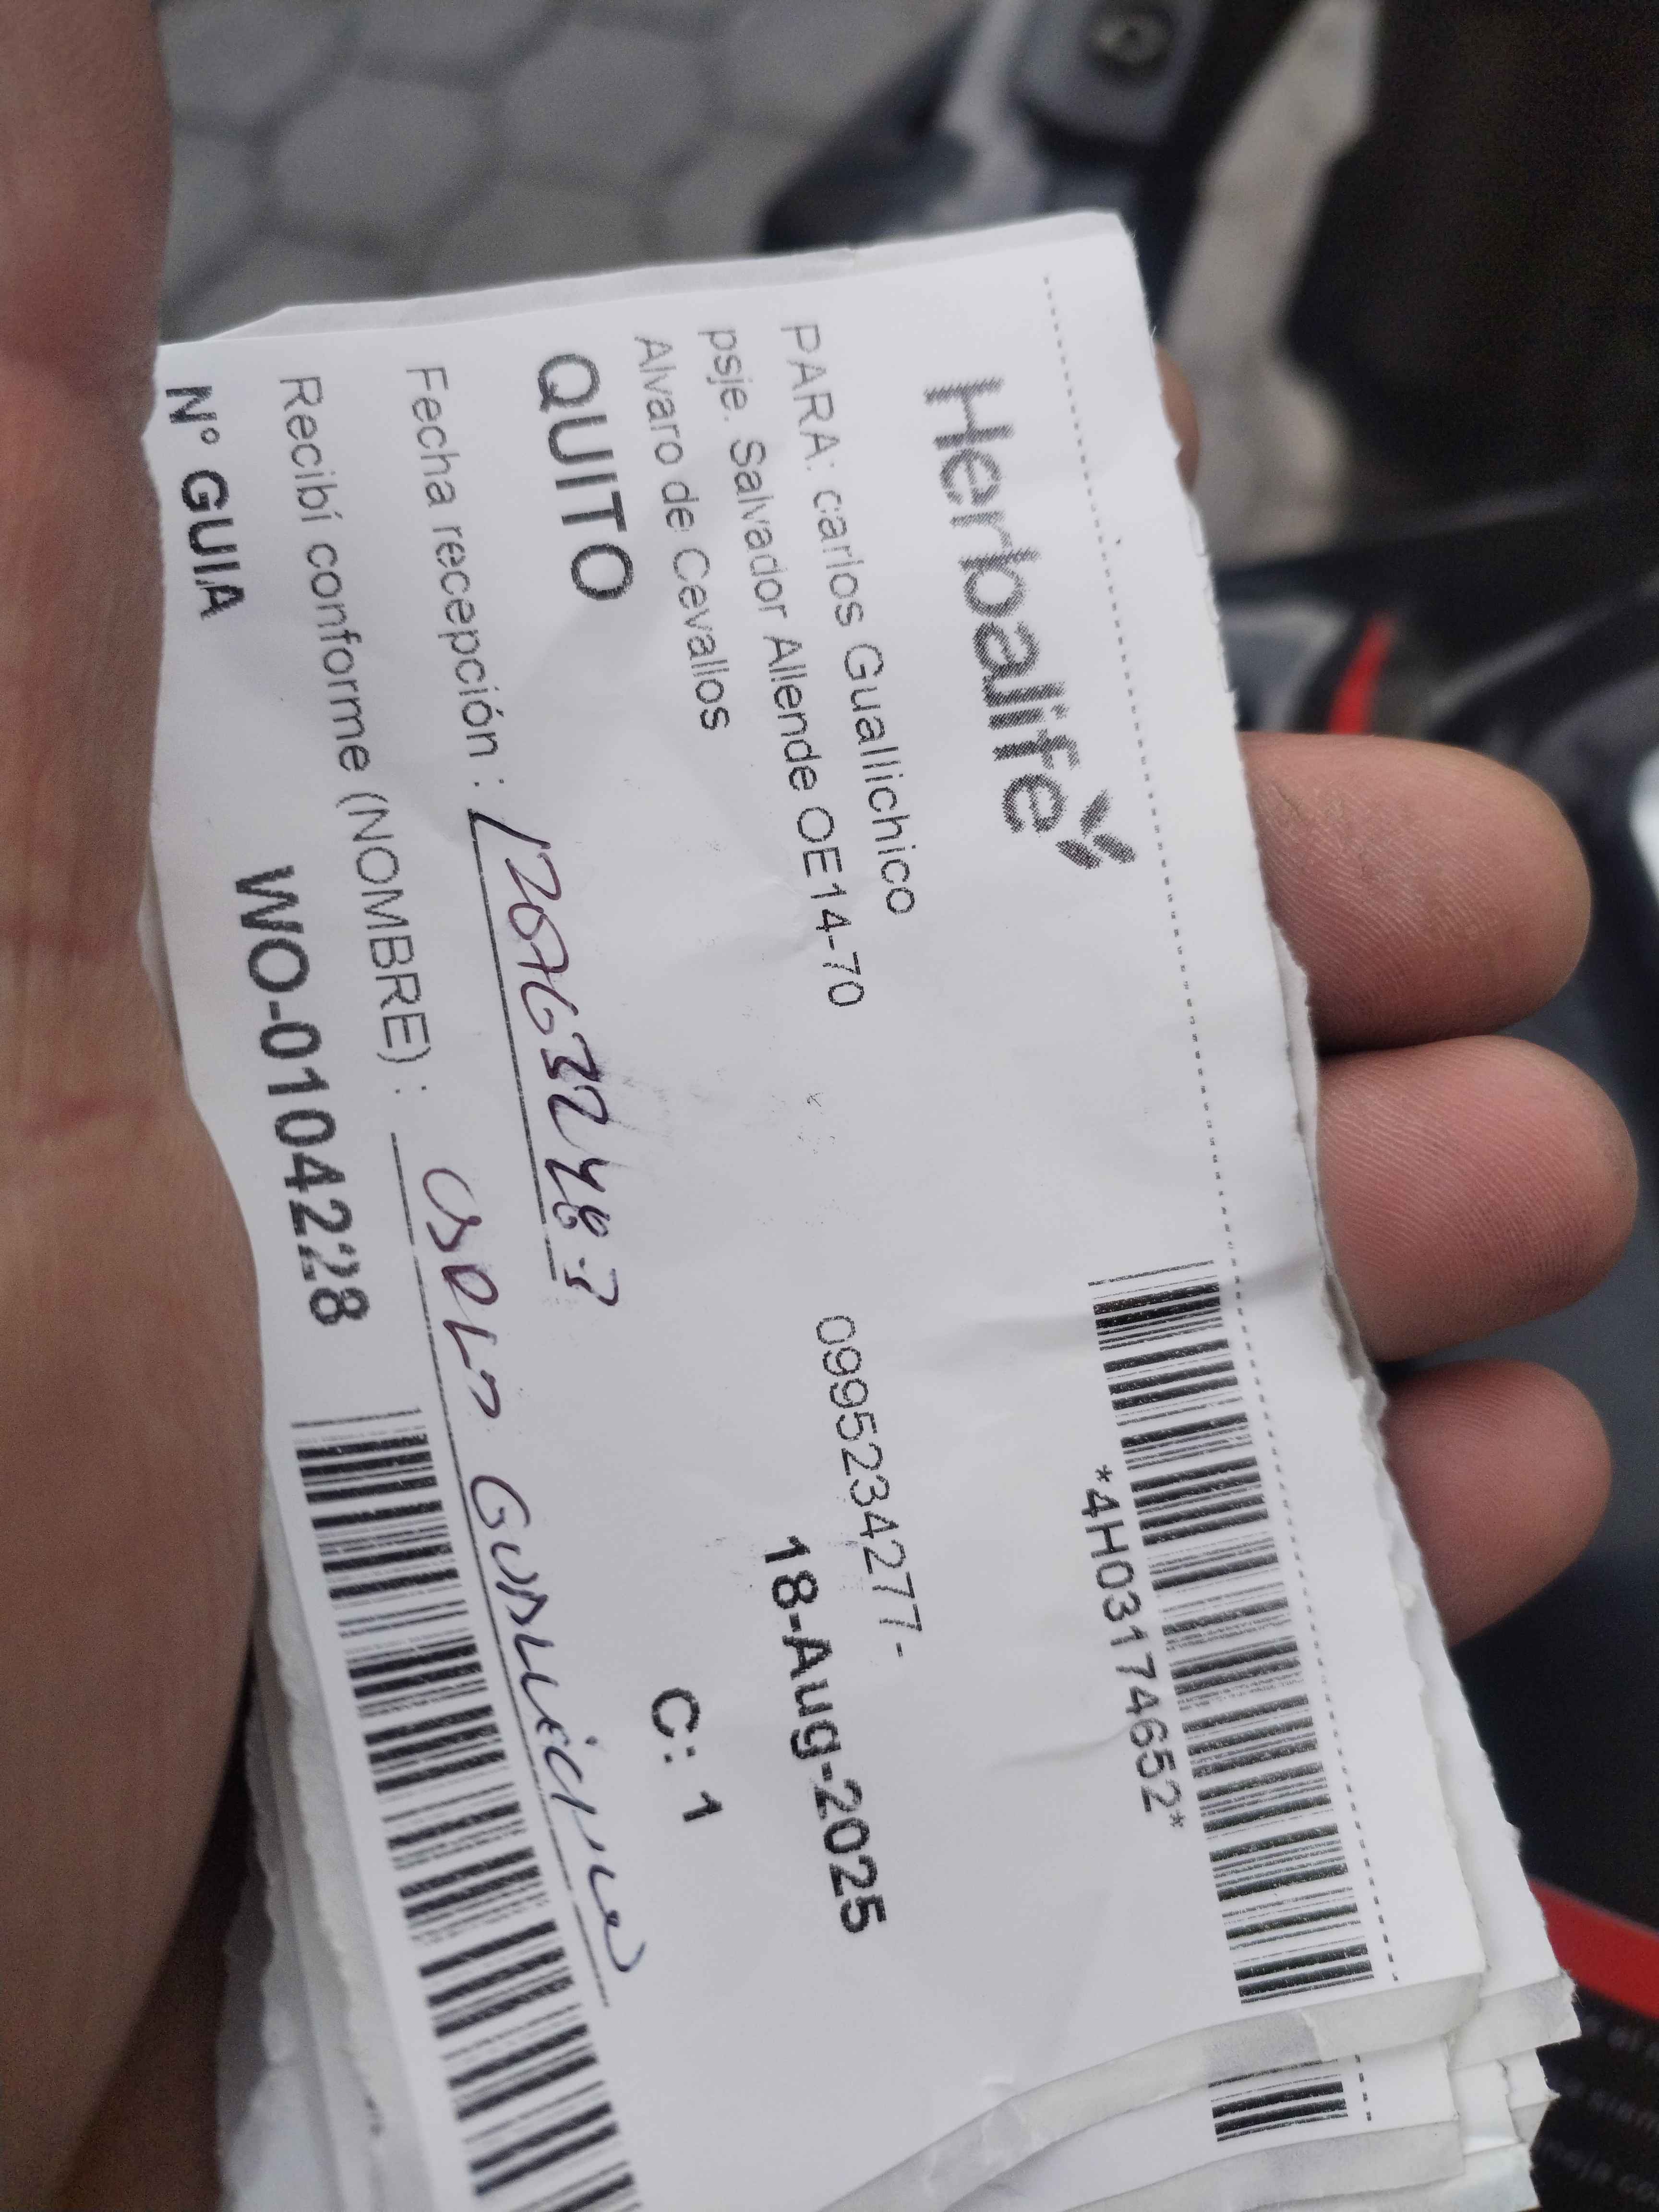 Herbalife
*4H03174652*
PARA: carlos Guallichico 0995234277-
psje. Salvador Allende OE14-70 18-Aug-2025
Alvaro de Cevallos
QUITO C: 1
Fecha recepción :
Recibí conforme (NOMBRE) :
N° GUIA WO-0104228